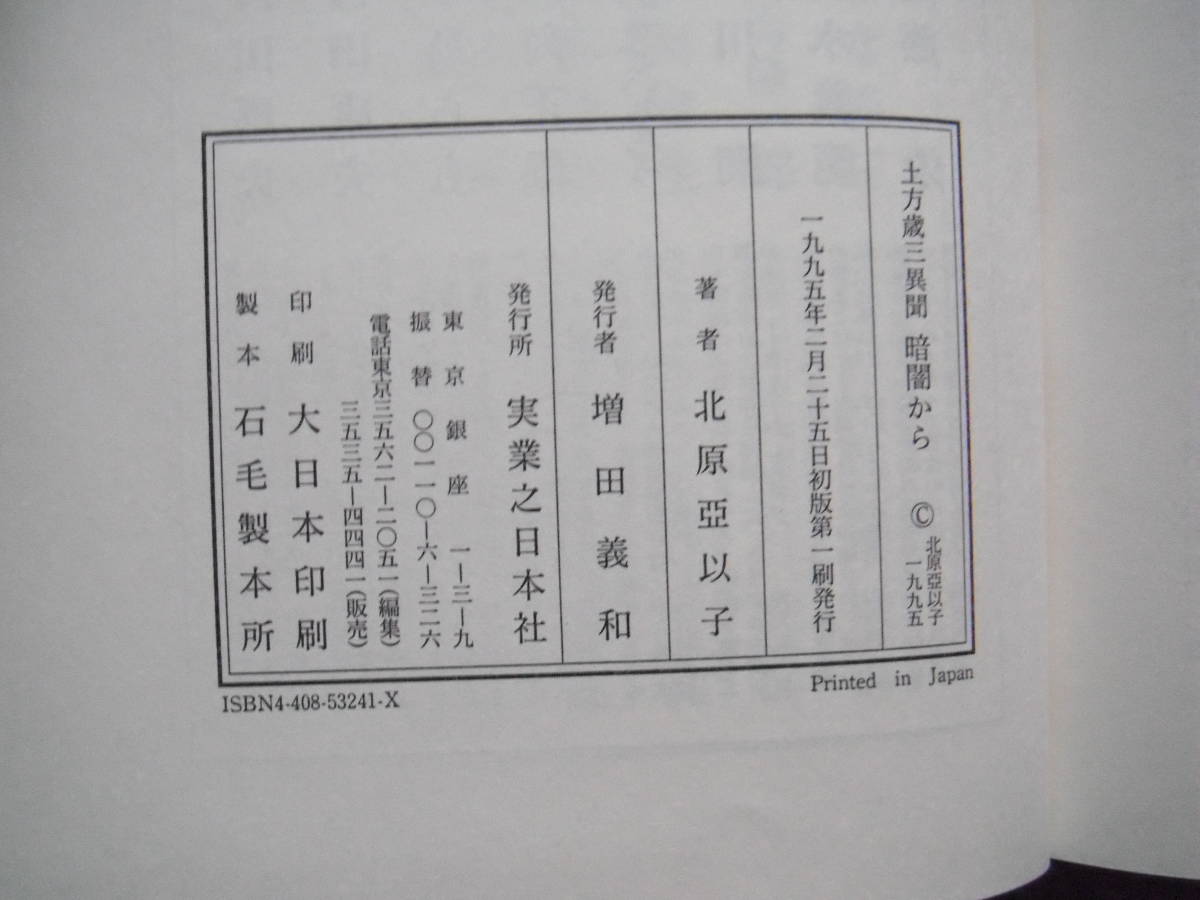 土方歳三異聞 暗闇から ©北原亞以子
一九九五
一九九五年二月二十五日初版第一刷発行
著者 北原亞以子
発行者 増田義和
発行所 実業之日本社
東京銀座一―三―九
振替〇〇一一〇―六―三二六
電話東京三五六二―二〇五一(編集)
三五三五―四四四一(販売)
印刷 大日本印刷
製本 石毛製本所
ISBN4-408-53241-X
Printed in Japan